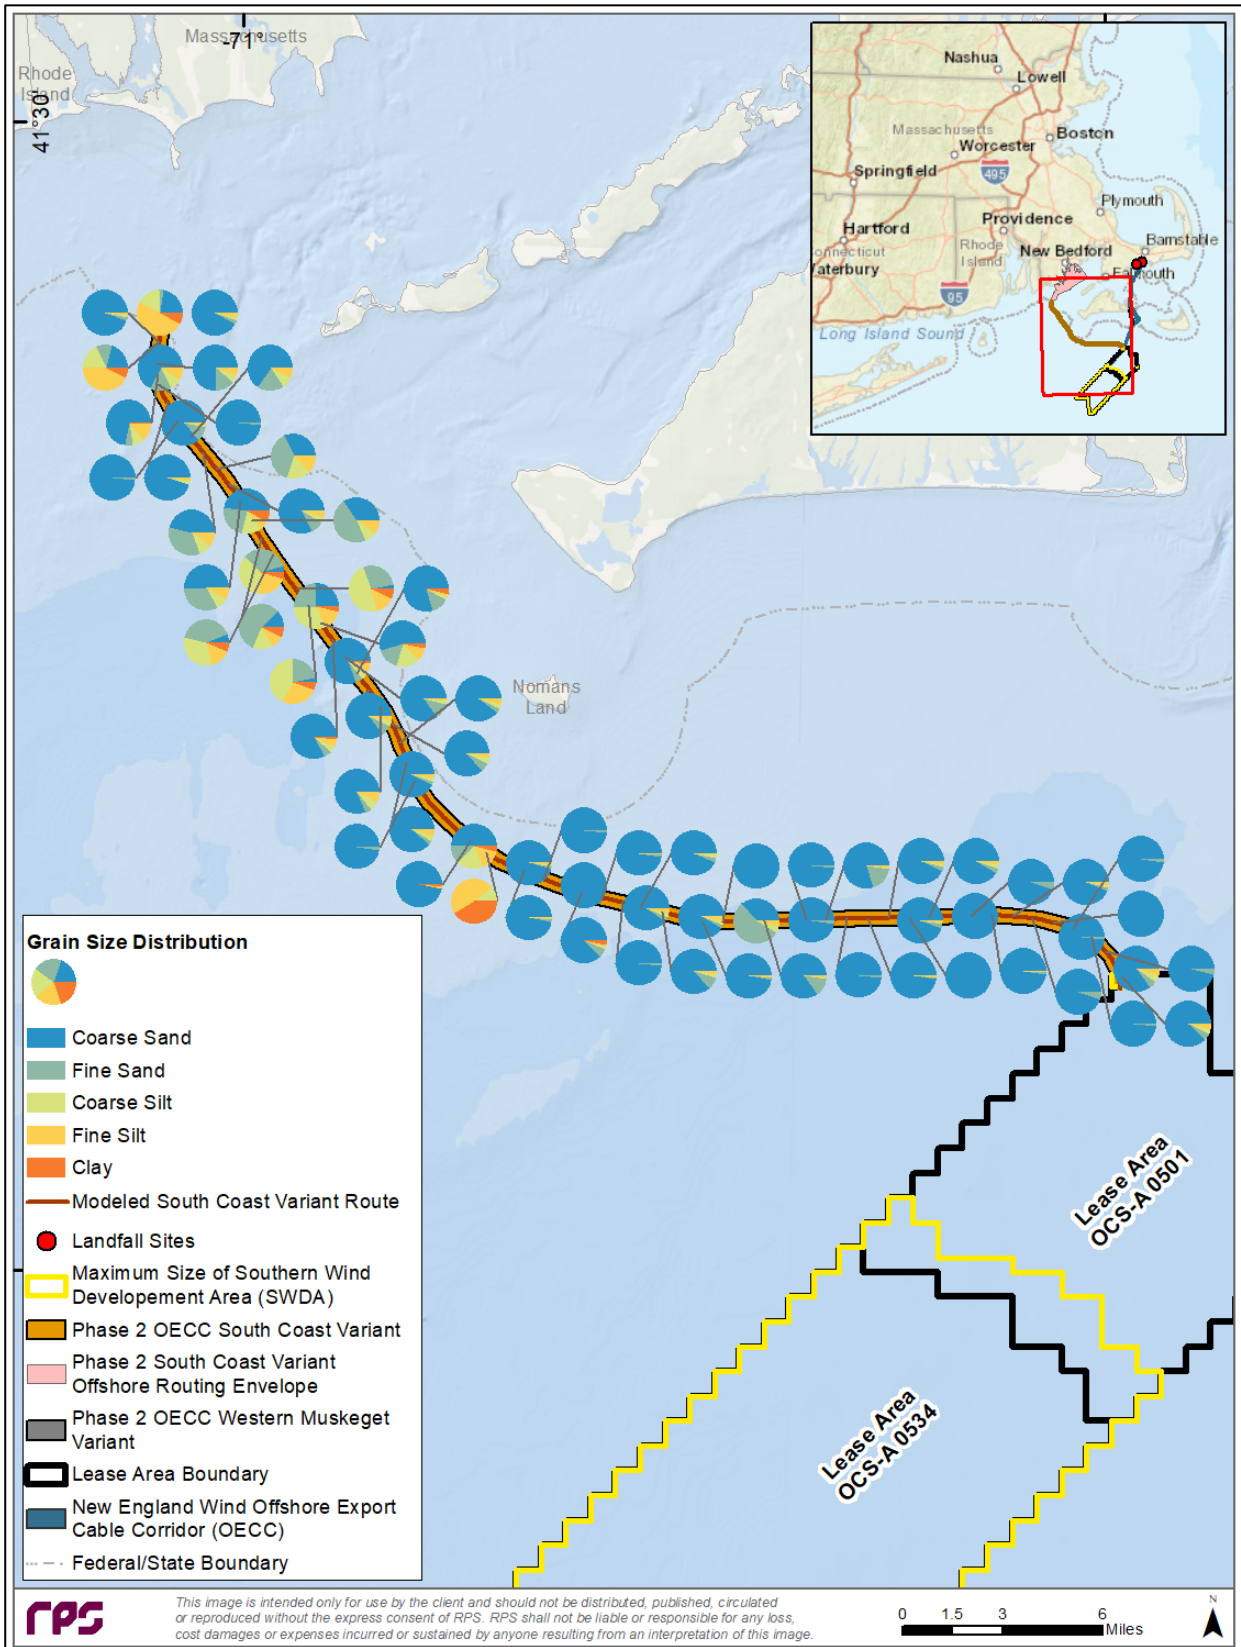 Massachusetts
-71°
Rhode
Island
41°30'
Nashua
Lowell
Massachusetts
Boston
Worcester
Springfield
495
Plymouth
Providence
Hartford
Barnstable
Rhode
Island
New Bedford
Connecticut
Falmouth
Waterbury
95
Long Island Sound
Nomans
Land
Grain Size Distribution
Coarse Sand
Fine Sand
Coarse Silt
Fine Silt
Clay
Modeled South Coast Variant Route
Landfall Sites
Maximum Size of Southern Wind
Developement Area (SWDA)
Phase 2 OECC South Coast Variant
Phase 2 South Coast Variant
Offshore Routing Envelope
Phase 2 OECC Western Muskeget
Variant
Lease Area Boundary
New England Wind Offshore Export
Cable Corridor (OECC)
Federal/State Boundary
Lease Area
OCS-A 0501
Lease Area
OCS-A 0534
rps
This image is intended only for use by the client and should not be distributed, published, circulated
or reproduced without the express consent of RPS. RPS shall not be liable or responsible for any loss,
cost damages or expenses incurred or sustained by anyone resulting from an interpretation of this image.
0 1.5 3 6
Miles
N